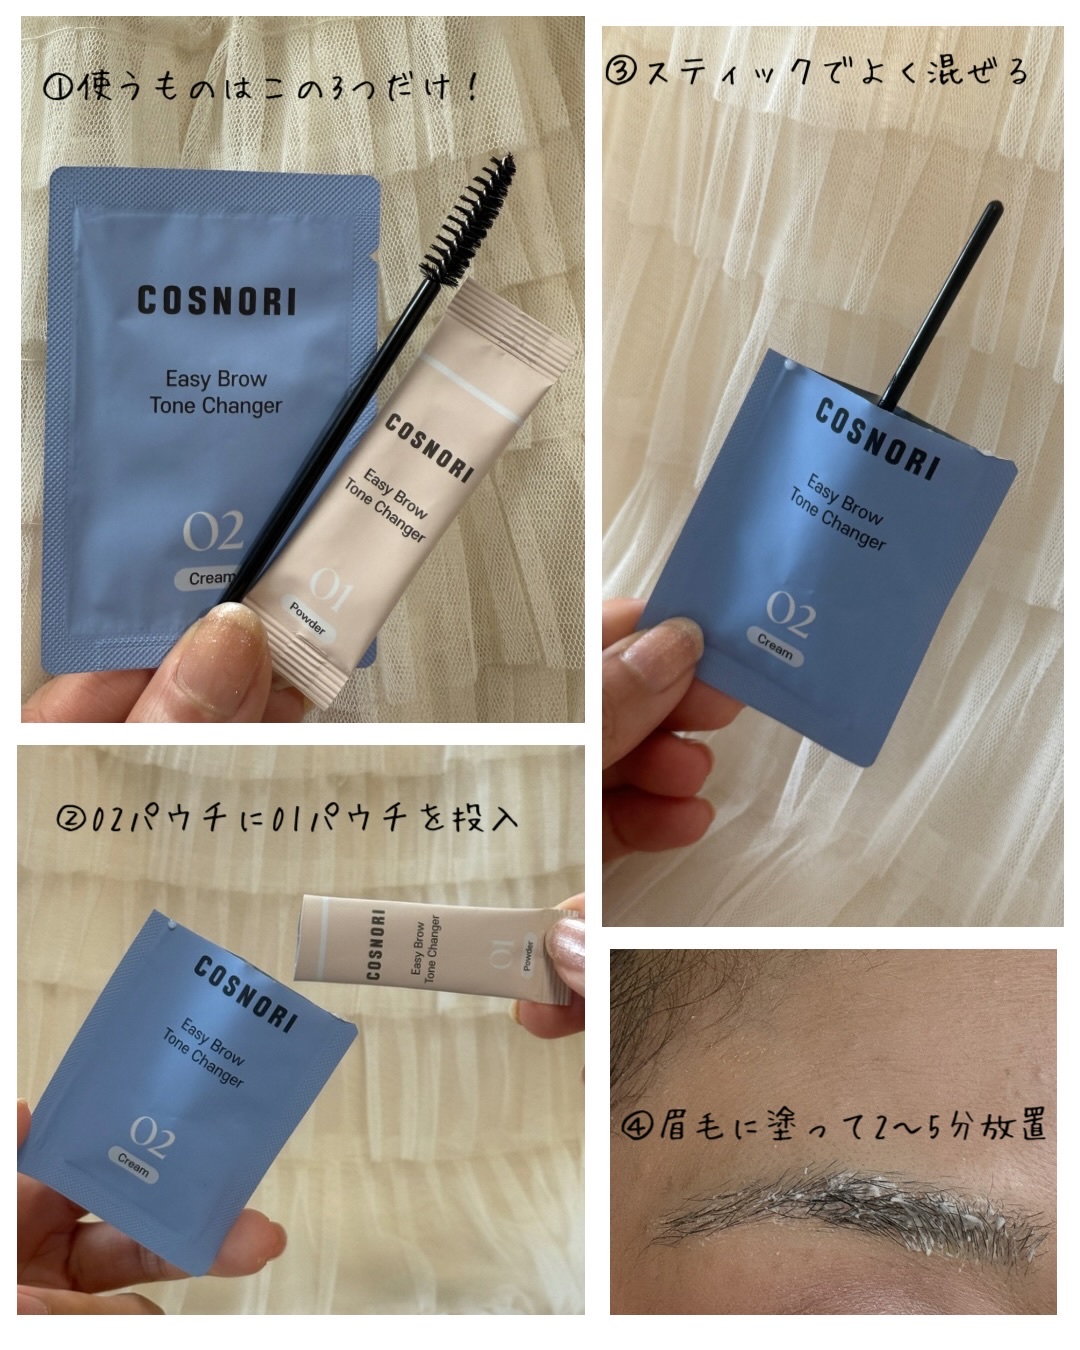 ①使うものはこの3つだけ！
COSNORI
Easy Brow
Tone Changer
02
Cream
COSNORI
Easy Brow
Tone Changer
01
Powder
②02パウチに01パウチを投入
COSNORI
Easy Brow
Tone Changer
02
Cream
COSNORI
Easy Brow
Tone Changer
01
Powder
③スティックでよく混ぜる
COSNORI
Easy Brow
Tone Changer
02
Cream
④眉毛に塗って2〜5分放置